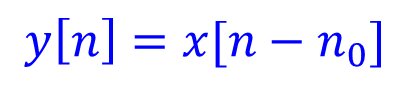 y[n] = x[n − n₀]